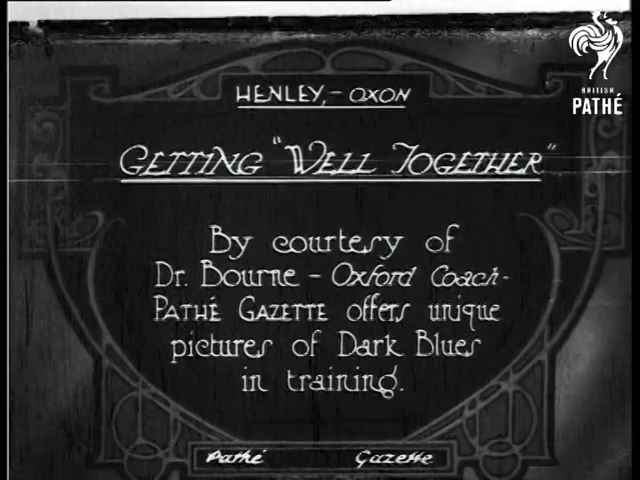 HENLEY, - OXON
BRITISH
PATHÉ
GETTING "WELL TOGETHER"
By courtesy of
Dr. Bourne - Oxford Coach-
PATHÉ GAZETTE offers unique
pictures of Dark Blues
in training.
Pathé Gazette